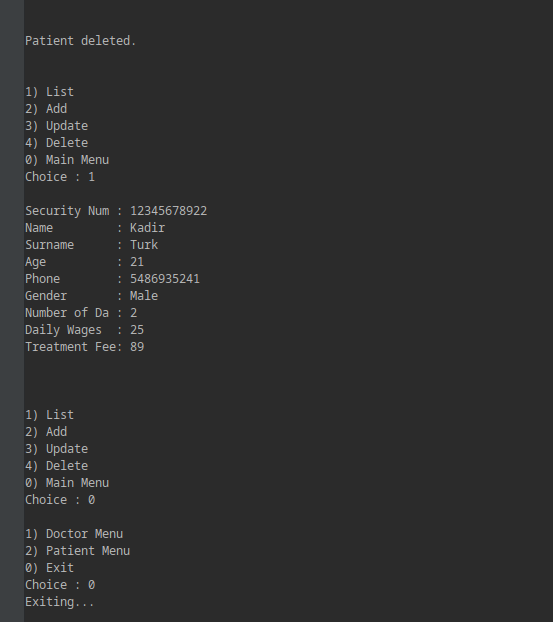 Patient deleted.
1) List
2) Add
3) Update
4) Delete
0) Main Menu
Choice : 1
Security Num : 12345678922
Name         : Kadir
Surname      : Turk
Age          : 21
Phone        : 5486935241
Gender       : Male
Number of Da : 2
Daily Wages  : 25
Treatment Fee: 89
1) List
2) Add
3) Update
4) Delete
0) Main Menu
Choice : 0
1) Doctor Menu
2) Patient Menu
0) Exit
Choice : 0
Exiting...